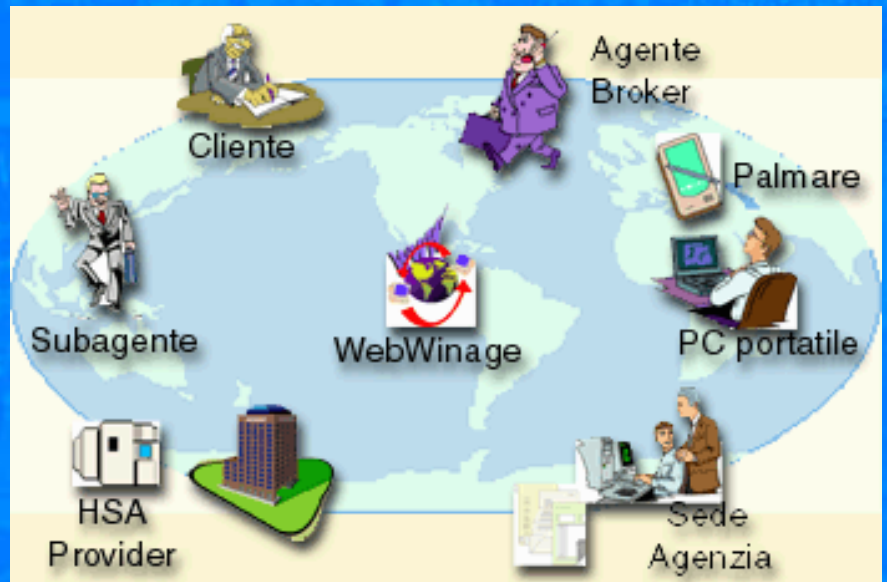 Cliente
Agente
Broker
Palmare
Subagente
WebWinage
PC portatile
HSA
Provider
Sede
Agenzia